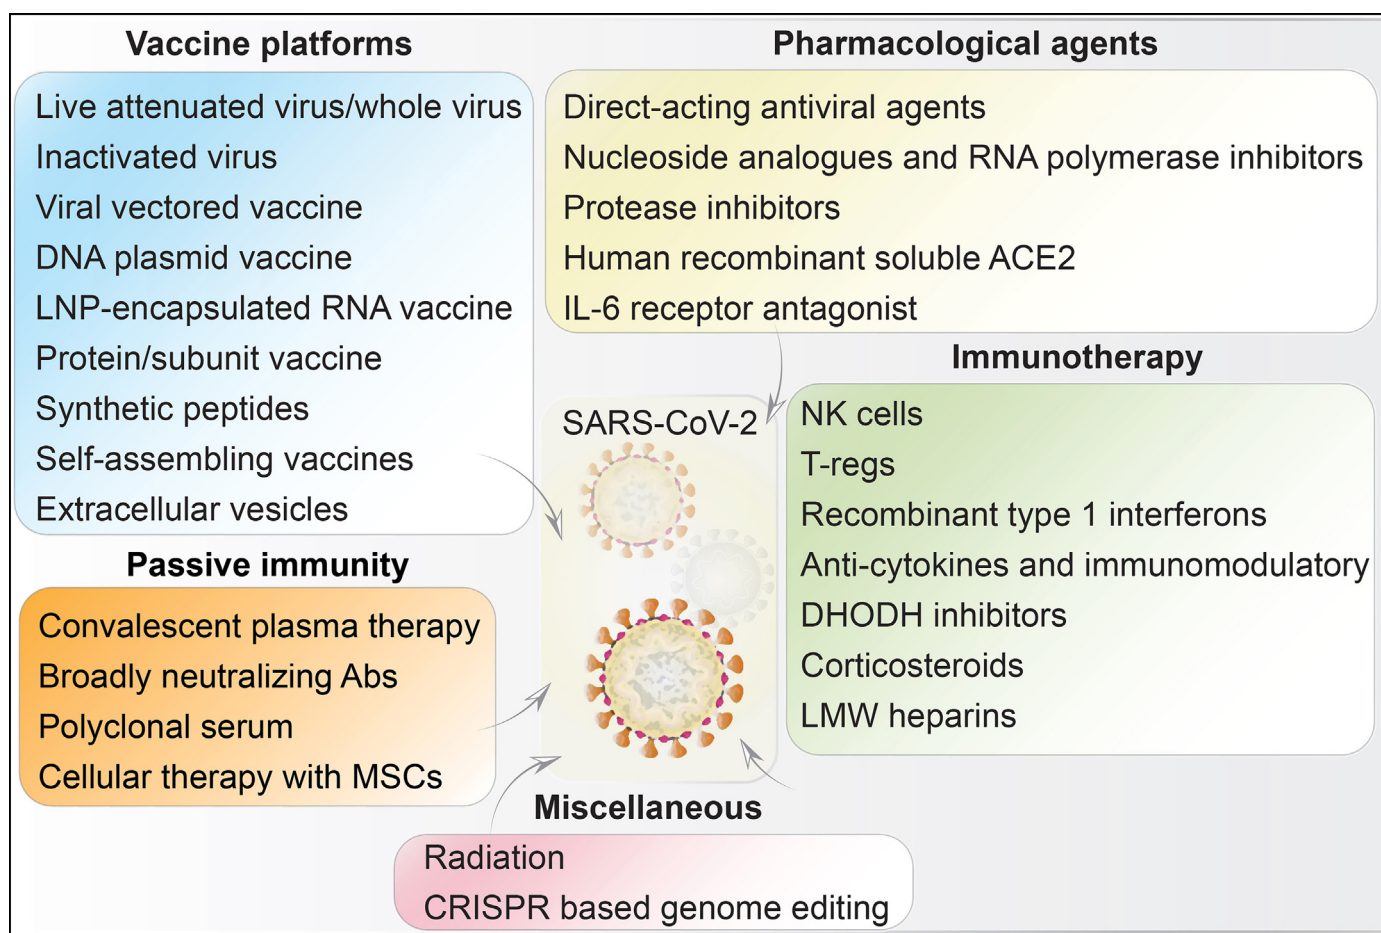 Vaccine platforms
Live attenuated virus/whole virus
Inactivated virus
Viral vectored vaccine
DNA plasmid vaccine
LNP-encapsulated RNA vaccine
Protein/subunit vaccine
Synthetic peptides
Self-assembling vaccines
Extracellular vesicles
Pharmacological agents
Direct-acting antiviral agents
Nucleoside analogues and RNA polymerase inhibitors
Protease inhibitors
Human recombinant soluble ACE2
IL-6 receptor antagonist
Immunotherapy
NK cells
T-regs
Recombinant type 1 interferons
Anti-cytokines and immunomodulatory
DHODH inhibitors
Corticosteroids
LMW heparins
SARS-CoV-2
Passive immunity
Convalescent plasma therapy
Broadly neutralizing Abs
Polyclonal serum
Cellular therapy with MSCs
Miscellaneous
Radiation
CRISPR based genome editing